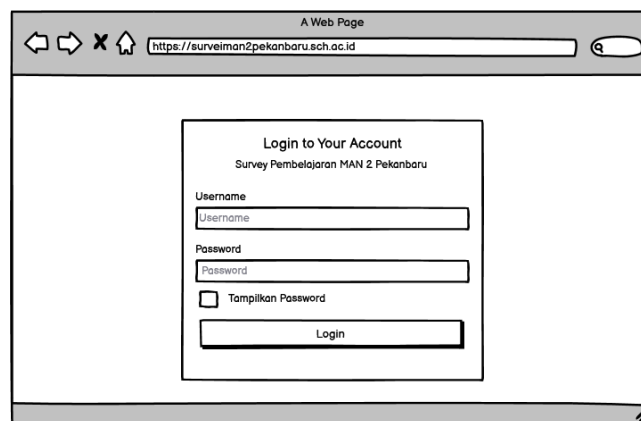 A Web Page
https://surveiman2pekanbaru.sch.ac.id
Login to Your Account
Survey Pembelajaran MAN 2 Pekanbaru
Username
Username
Password
Password
Tampilkan Password
Login